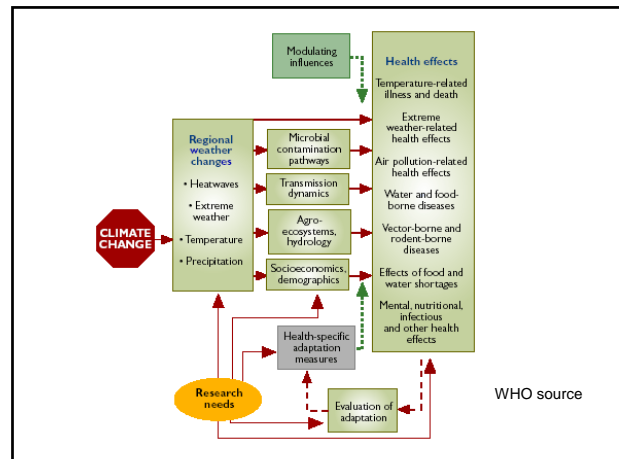 Modulating
influences
Health effects
Temperature-related
illness and death
Extreme
weather-related
health effects
Air pollution-related
health effects
Water and food-
borne diseases
Vector-borne and
rodent-borne
diseases
Effects of food and
water shortages
Mental, nutritional,
infectious
and other health
effects
Regional
weather
changes
• Heatwaves
• Extreme
weather
• Temperature
• Precipitation
Microbial
contamination
pathways
Transmission
dynamics
Agro-
ecosystems,
hydrology
Socioeconomics,
demographics
CLIMATE
CHANGE
Health-specific
adaptation
measures
Research
needs
Evaluation of
adaptation
WHO source